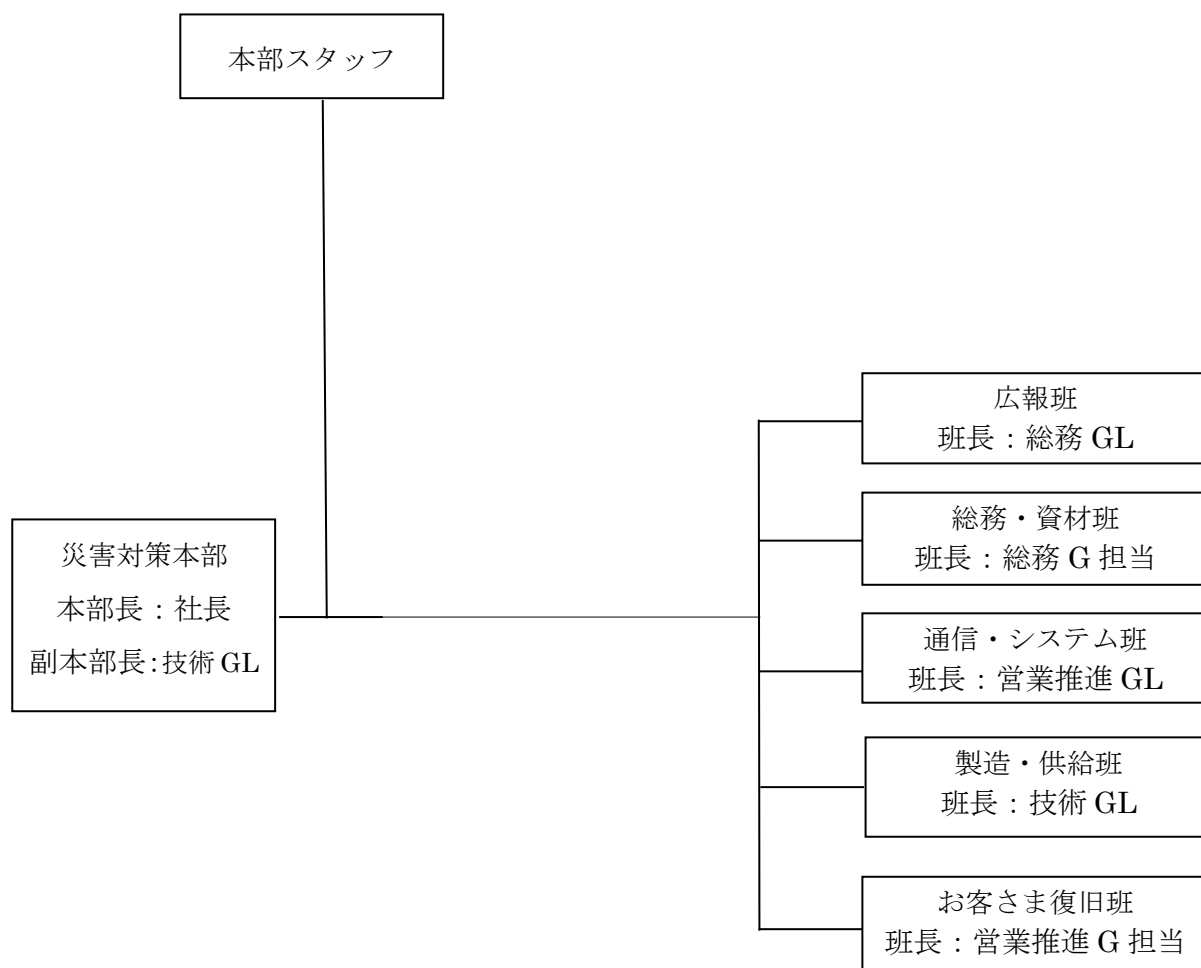 本部スタッフ
災害対策本部
本部長：社長
副本部長：技術 GL
広報班
班長：総務 GL
総務・資材班
班長：総務 G 担当
通信・システム班
班長：営業推進 GL
製造・供給班
班長：技術 GL
お客さま復旧班
班長：営業推進 G 担当